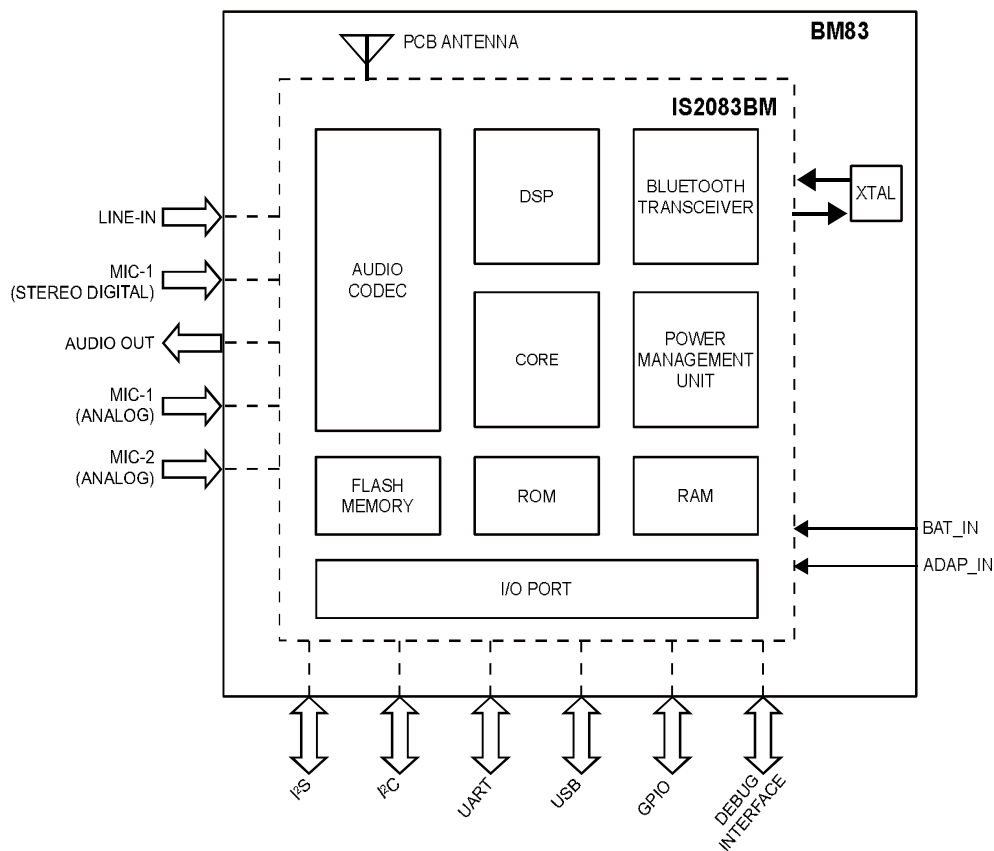 BM83
PCB ANTENNA
IS2083BM
AUDIO
CODEC
DSP
BLUETOOTH
TRANSCEIVER
XTAL
CORE
POWER
MANAGEMENT
UNIT
FLASH
MEMORY
ROM
RAM
I/O PORT
LINE-IN
MIC-1
(STEREO DIGITAL)
AUDIO OUT
MIC-1
(ANALOG)
MIC-2
(ANALOG)
BAT_IN
ADAP_IN
I²S
I²C
UART
USB
GPIO
DEBUG
INTERFACE